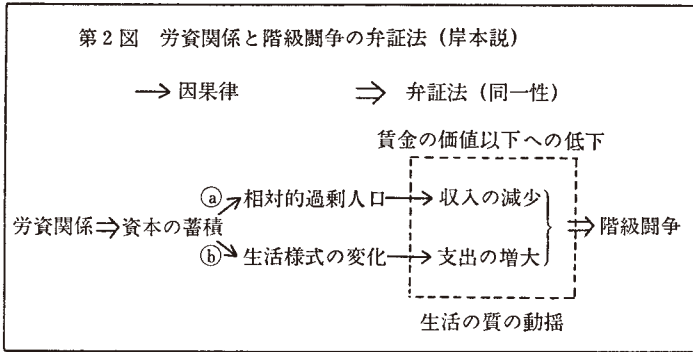 第2図 労資関係と階級闘争の弁証法(岸本説)
→因果律 ⇒ 弁証法(同一性)
賃金の価値以下への低下
ⓐ 相対的過剰人口→収入の減少
労資関係⇒資本の蓄積 ⇒階級闘争
ⓑ 生活様式の変化→支出の増大
生活の質の動揺